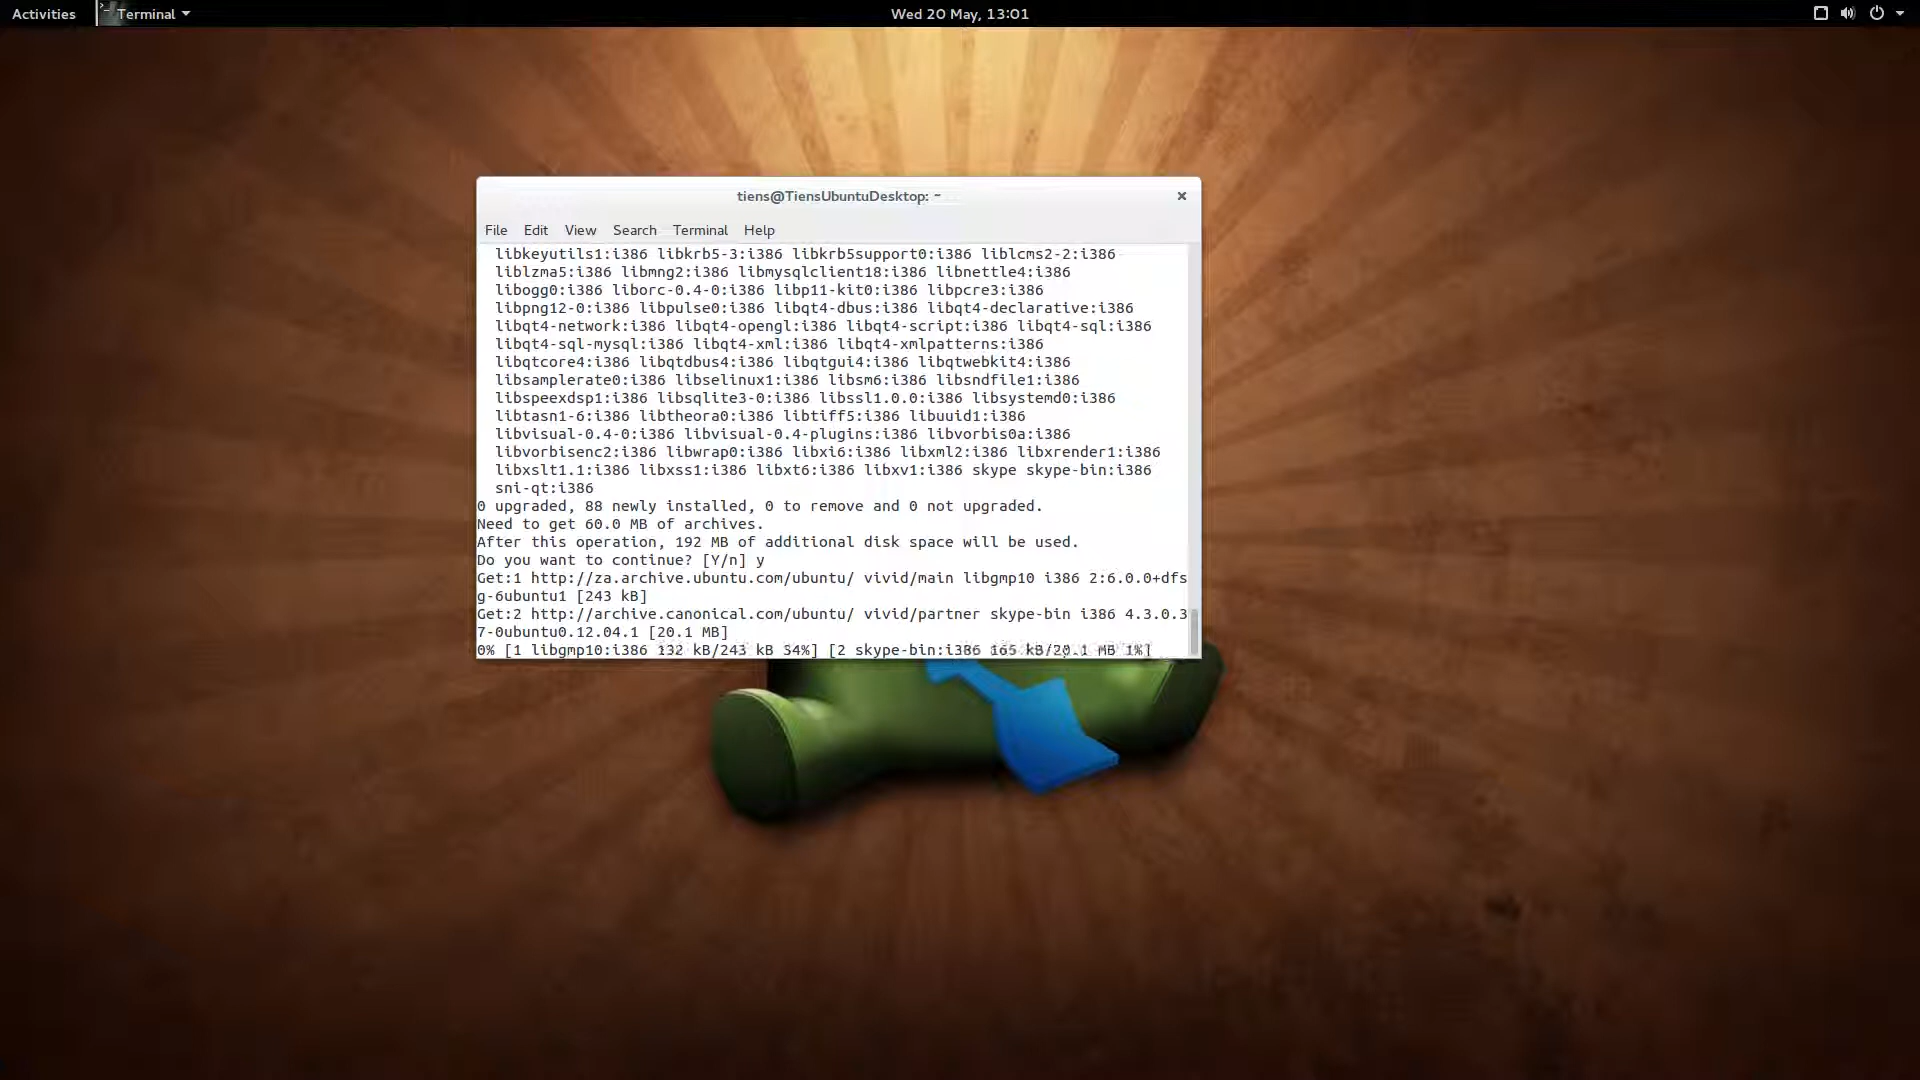 Activities
Terminal
Wed 20 May, 13:01
tiens@TiensUbuntuDesktop: ~
File Edit View Search Terminal Help
libkeyutils1:i386 libkrb5-3:i386 libkrb5support0:i386 liblcms2-2:i386
liblzma5:i386 libmng2:i386 libmysqlclient18:i386 libnettle4:i386
libogg0:i386 liborc-0.4-0:i386 libp11-kit0:i386 libpcre3:i386
libpng12-0:i386 libpulse0:i386 libqt4-dbus:i386 libqt4-declarative:i386
libqt4-network:i386 libqt4-opengl:i386 libqt4-script:i386 libqt4-sql:i386
libqt4-sql-mysql:i386 libqt4-xml:i386 libqt4-xmlpatterns:i386
libqtcore4:i386 libqtdbus4:i386 libqtgui4:i386 libqtwebkit4:i386
libsamplerate0:i386 libselinux1:i386 libsm6:i386 libsndfile1:i386
libspeexdsp1:i386 libsqlite3-0:i386 libssl1.0.0:i386 libsystemd0:i386
libtasn1-6:i386 libtheora0:i386 libtiff5:i386 libuuid1:i386
libvisual-0.4-0:i386 libvisual-0.4-plugins:i386 libvorbis0a:i386
libvorbisenc2:i386 libwrap0:i386 libxi6:i386 libxml2:i386 libxrender1:i386
libxslt1.1:i386 libxss1:i386 libxt6:i386 libxv1:i386 skype skype-bin:i386
sni-qt:i386
0 upgraded, 88 newly installed, 0 to remove and 0 not upgraded.
Need to get 60.0 MB of archives.
After this operation, 192 MB of additional disk space will be used.
Do you want to continue? [Y/n] y
Get:1 http://za.archive.ubuntu.com/ubuntu/ vivid/main libgmp10 i386 2:6.0.0+dfs
g-6ubuntu1 [243 kB]
Get:2 http://archive.canonical.com/ubuntu/ vivid/partner skype-bin i386 4.3.0.3
7-0ubuntu0.12.04.1 [20.1 MB]
0% [1 libgmp10:i386 132 kB/243 kB 54%] [2 skype-bin:i386 165 kB/20.1 MB 1%]